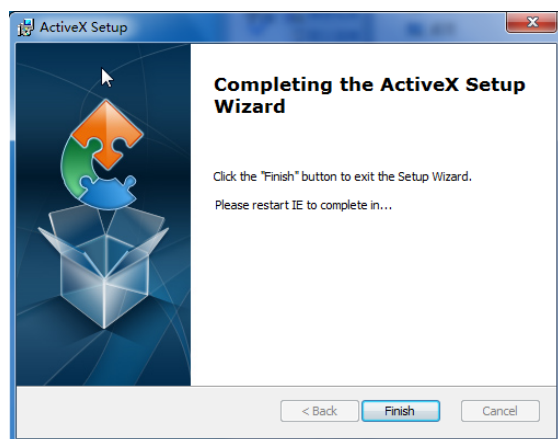 ActiveX Setup
Completing the ActiveX Setup
Wizard
Click the "Finish" button to exit the Setup Wizard.
Please restart IE to complete in...
< Back
Finish
Cancel